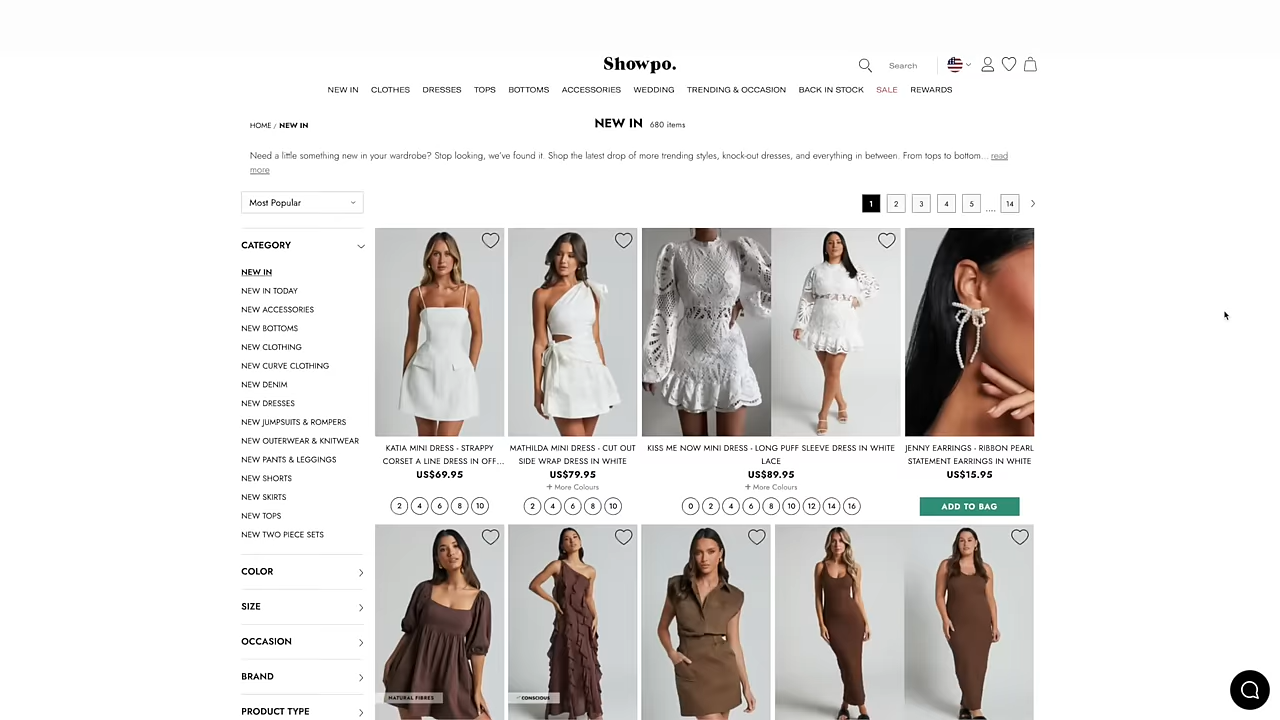 Showpo.
Search
NEW IN CLOTHES DRESSES TOPS BOTTOMS ACCESSORIES WEDDING TRENDING & OCCASION BACK IN STOCK SALE REWARDS
HOME / NEW IN
NEW IN 680 items
Need a little something new in your wardrobe? Stop looking, we've found it. Shop the latest drop of more trending styles, knock-out dresses, and everything in between. From tops to bottom... read
more
Most Popular
1 2 3 4 5 .... 14
CATEGORY
NEW IN
NEW IN TODAY
NEW ACCESSORIES
NEW BOTTOMS
NEW CLOTHING
NEW CURVE CLOTHING
NEW DENIM
NEW DRESSES
NEW JUMPSUITS & ROMPERS
NEW OUTERWEAR & KNITWEAR
NEW PANTS & LEGGINGS
NEW SHORTS
NEW SKIRTS
NEW TOPS
NEW TWO PIECE SETS
COLOR
SIZE
OCCASION
BRAND
PRODUCT TYPE
KATIA MINI DRESS - STRAPPY
CORSET A LINE DRESS IN OFF...
US$69.95
2 4 6 8 10
MATHILDA MINI DRESS - CUT OUT
SIDE WRAP DRESS IN WHITE
US$79.95
+ More Colours
2 4 6 8 10
KISS ME NOW MINI DRESS - LONG PUFF SLEEVE DRESS IN WHITE
LACE
US$89.95
+ More Colours
0 2 4 6 8 10 12 14 16
JENNY EARRINGS - RIBBON PEARL
STATEMENT EARRINGS IN WHITE
US$15.95
ADD TO BAG
NATURAL FIBRES
CONSCIOUS